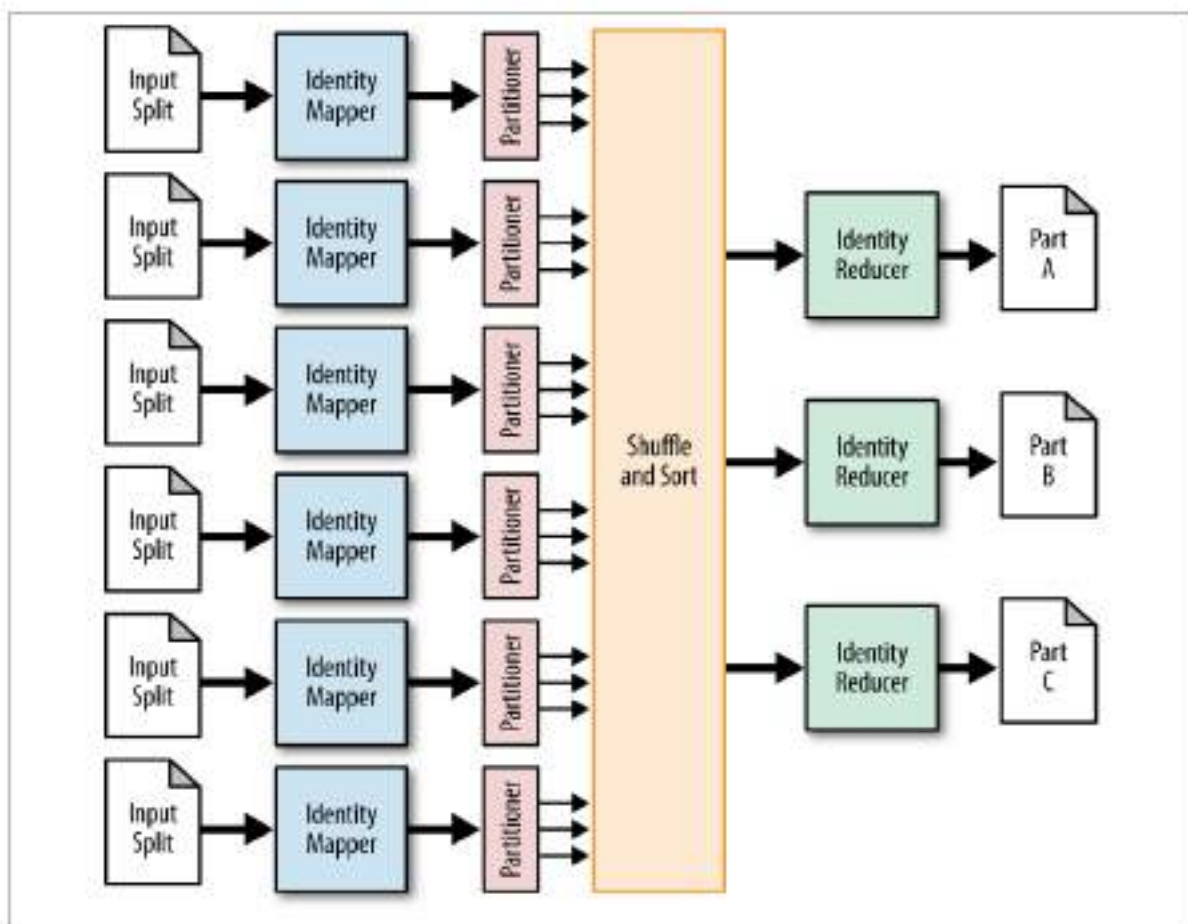 Input
Split
Identity
Mapper
Partitioner
Input
Split
Identity
Mapper
Partitioner
Input
Split
Identity
Mapper
Partitioner
Input
Split
Identity
Mapper
Partitioner
Input
Split
Identity
Mapper
Partitioner
Input
Split
Identity
Mapper
Partitioner
Shuffle
and Sort
Identity
Reducer
Part
A
Identity
Reducer
Part
B
Identity
Reducer
Part
C